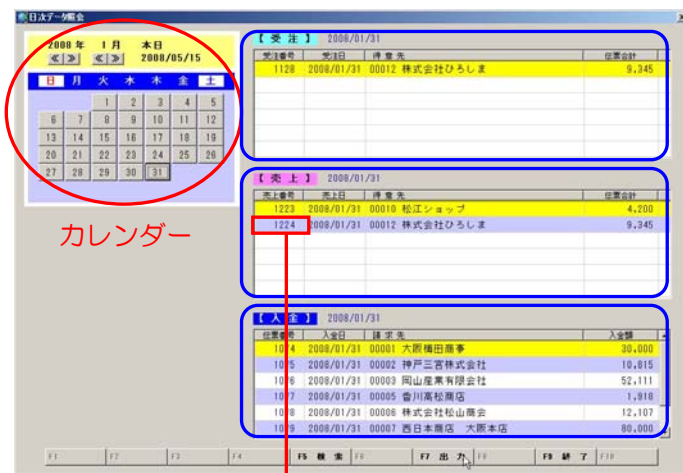 日次データ照会
2008 年 1 月 本日
≪ ≫ ≪ ≫ 2008/05/15
日 月 火 水 木 金 土
1 2 3 4 5
6 7 8 9 10 11 12
13 14 15 16 17 18 19
20 21 22 23 24 25 26
27 28 29 30 31
カレンダー
【 受 注 】 2008/01/31
受注番号 受注日 得 意 先 伝票合計
1128 2008/01/31 00012 株式会社ひろしま 9,345
【 売 上 】 2008/01/31
売上番号 売上日 得 意 先 伝票合計
1223 2008/01/31 00010 松江ショップ 4,200
1224 2008/01/31 00012 株式会社ひろしま 9,345
【 入 金 】 2008/01/31
伝票番号 入金日 請 求 先 入金額
1074 2008/01/31 00001 大阪梅田商事 30,000
1075 2008/01/31 00002 神戸三宮株式会社 10,815
1076 2008/01/31 00003 岡山産業有限会社 52,111
1077 2008/01/31 00005 香川高松商店 1,918
1078 2008/01/31 00006 株式会社松山商会 12,107
1079 2008/01/31 00007 西日本商店 大阪本店 80,000
F1 F2 F3 F4 F5 検 索 F6 F7 出 力 F8 F9 終 了 F10